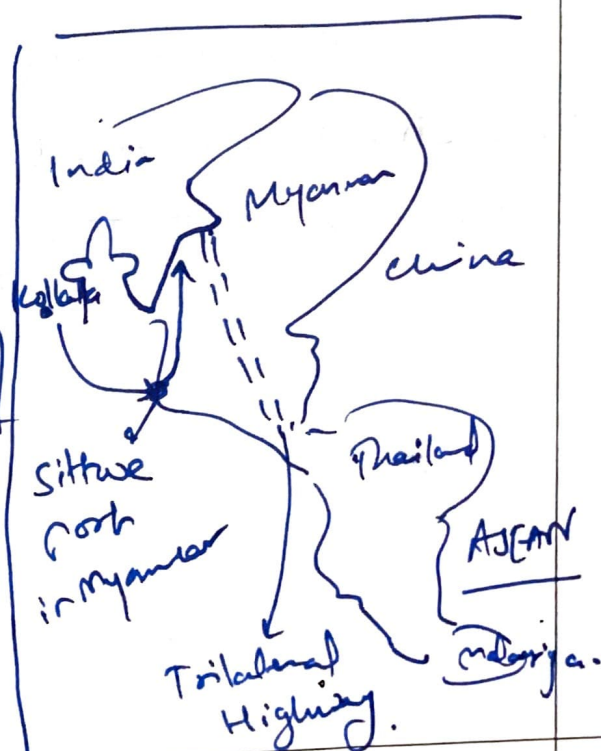 India
Myanmar
China
Kolkata
Sittwe
port
in Myanmar
Thailand
ASEAN
Malaysia.
Trilateral
Highway.